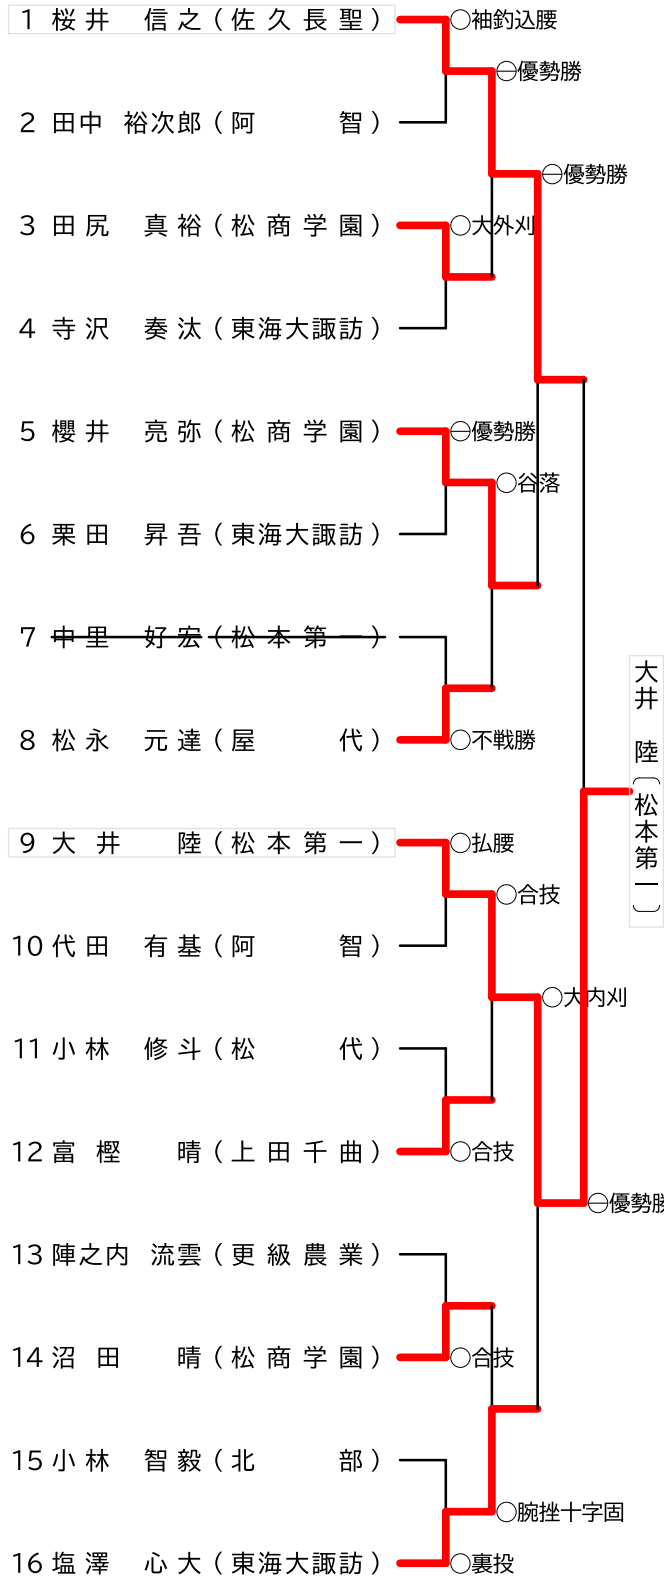 1 桜井 信之（佐久長聖）
○袖釣込腰
優勢勝
2 田中 裕次郎（阿 智）
優勢勝
3 田尻 真裕（松商学園）
○大外刈
4 寺沢 奏汰（東海大諏訪）
5 櫻井 亮弥（松商学園）
優勢勝
○谷落
6 栗田 昇吾（東海大諏訪）
7 中里 好宏（松本第一）
8 松永 元達（屋 代）
○不戦勝
大井 陸（松本第一）
9 大井 陸（松本第一）
○払腰
○合技
10 代田 有基（阿 智）
○大内刈
11 小林 修斗（松 代）
12 富樫 晴（上田千曲）
○合技
優勢勝
13 陣之内 流雲（更級農業）
14 沼田 晴（松商学園）
○合技
15 小林 智毅（北 部）
○腕挫十字固
16 塩澤 心大（東海大諏訪）
○裏投